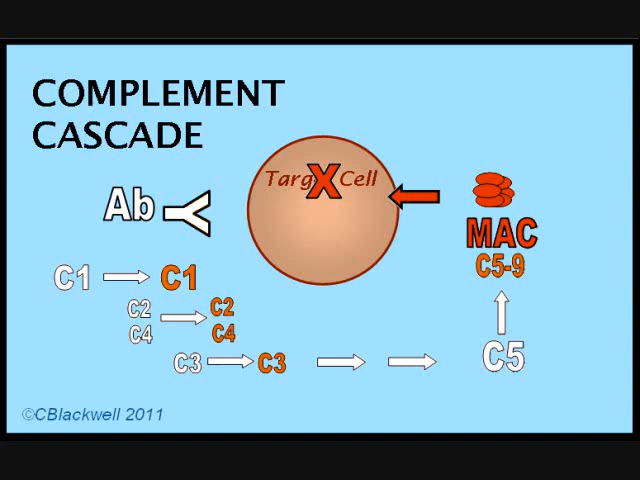 COMPLEMENT
CASCADE
Target Cell
X
Ab
MAC
C5-9
C1
C1
C2
C4
C2
C4
C3
C3
C5
©CBlackwell 2011